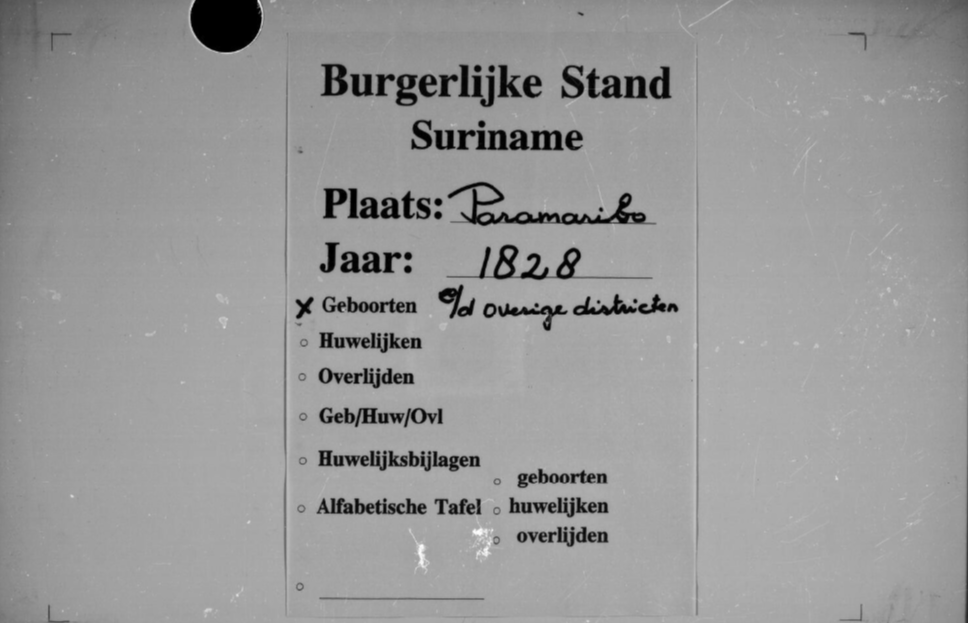 Burgerlijke Stand
Suriname
Plaats: Paramaribo
Jaar: 1828
x Geboorten o/d overige districten
○ Huwelijken
○ Overlijden
○ Geb/Huw/Ovl
○ Huwelijksbijlagen
○ geboorten
○ Alfabetische Tafel ○ huwelijken
○ overlijden
○